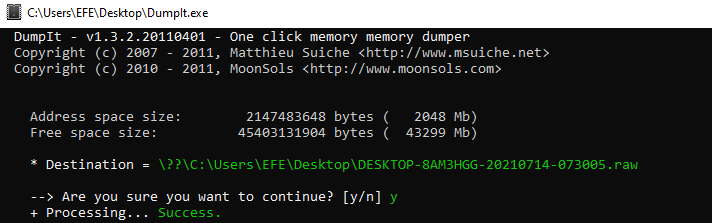 C:\Users\EFE\Desktop\DumpIt.exe
DumpIt - v1.3.2.20110401 - One click memory memory dumper
Copyright (c) 2007 - 2011, Matthieu Suiche <http://www.msuiche.net>
Copyright (c) 2010 - 2011, MoonSols <http://www.moonsols.com>
Address space size: 2147483648 bytes ( 2048 Mb)
Free space size: 45403131904 bytes ( 43299 Mb)
* Destination = \??\C:\Users\EFE\Desktop\DESKTOP-8AM3HGG-20210714-073005.raw
--> Are you sure you want to continue? [y/n] y
+ Processing... Success.